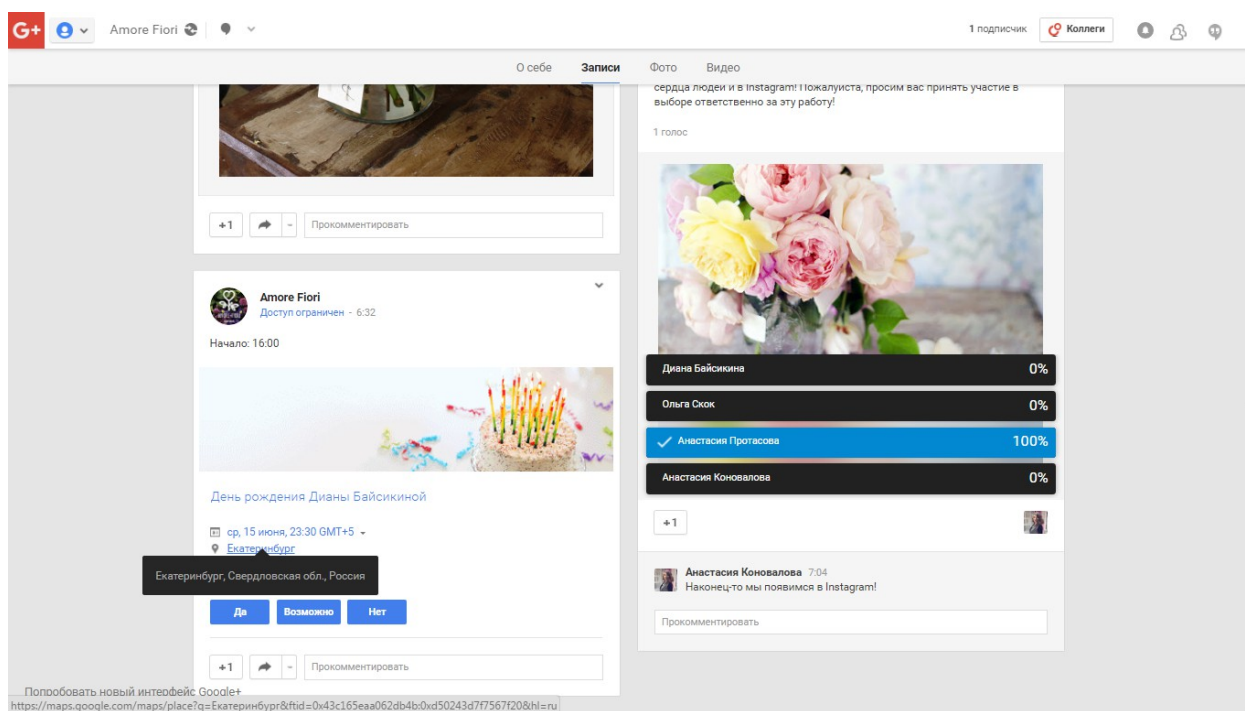 G+
Amore Fiori
1 подписчик
Коллеги
О себе
Записи
Фото
Видео
+1
Прокомментировать
Amore Fiori
Доступ ограничен - 6:32
Начало: 16:00
День рождения Дианы Байсикиной
ср, 15 июня, 23:30 GMT+5
Екатеринбург
Екатеринбург, Свердловская обл., Россия
Да
Возможно
Нет
+1
Прокомментировать
сердца людей и в Instagram! Пожалуйста, просим вас принять участие в
выборе ответственно за эту работу!
1 голос
Диана Байсикина 0%
Ольга Скок 0%
Анастасия Протасова 100%
Анастасия Коновалова 0%
+1
Анастасия Коновалова 7:04
Наконец-то мы появимся в Instagram!
Прокомментировать
Попробовать новый интерфейс Google+
https://maps.google.com/maps/place?q=Екатеринбург&ftid=0x43c165eaa062db4b:0xd50243d7f7567f20&hl=ru